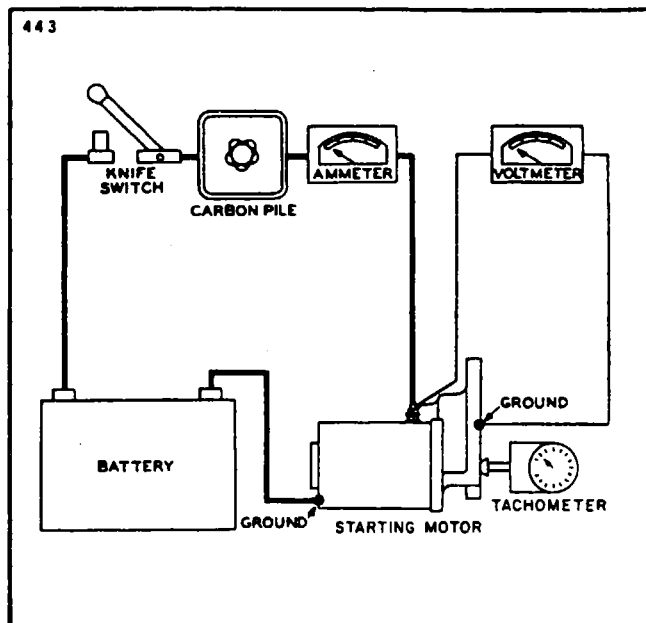 443
KNIFE
SWITCH
CARBON PILE
AMMETER
VOLTMETER
BATTERY
GROUND
STARTING MOTOR
GROUND
TACHOMETER